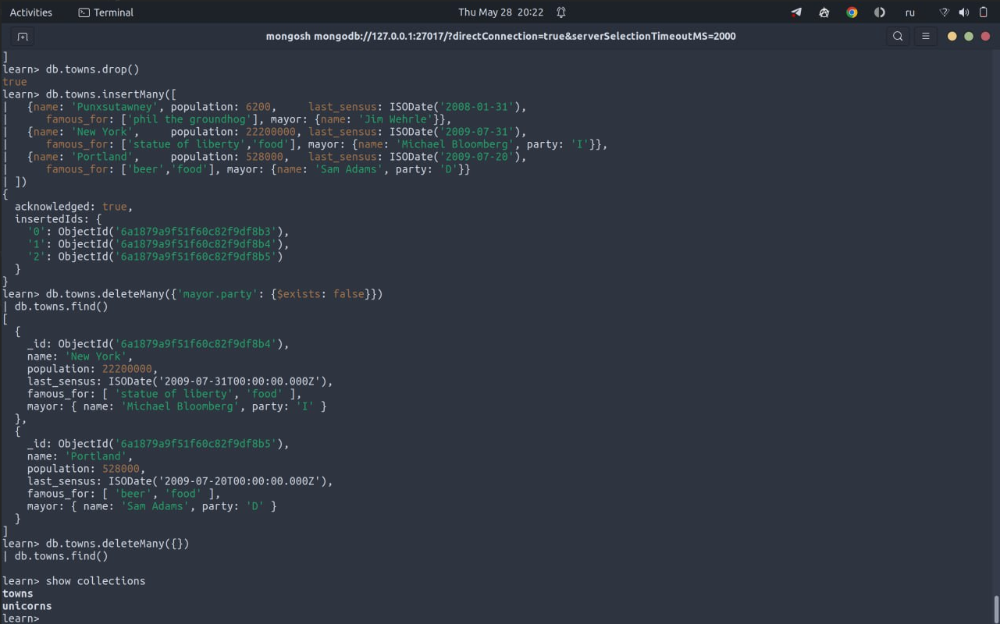 Activities Terminal Thu May 28 20:22 ru
mongosh mongodb://127.0.0.1:27017/?directConnection=true&serverSelectionTimeoutMS=2000
]
learn> db.towns.drop()
true
learn> db.towns.insertMany([
|   {name: 'Punxsutawney', population: 6200,     last_sensus: ISODate('2008-01-31'),
|      famous_for: ['phil the groundhog'], mayor: {name: 'Jim Wehrle'}},
|   {name: 'New York',     population: 22200000, last_sensus: ISODate('2009-07-31'),
|      famous_for: ['statue of liberty','food'], mayor: {name: 'Michael Bloomberg', party: 'I'}},
|   {name: 'Portland',     population: 528000,   last_sensus: ISODate('2009-07-20'),
|      famous_for: ['beer','food'], mayor: {name: 'Sam Adams', party: 'D'}}
| ])
{
  acknowledged: true,
  insertedIds: {
    '0': ObjectId('6a1879a9f51f60c82f9df8b3'),
    '1': ObjectId('6a1879a9f51f60c82f9df8b4'),
    '2': ObjectId('6a1879a9f51f60c82f9df8b5')
  }
}
learn> db.towns.deleteMany({'mayor.party': {$exists: false}})
| db.towns.find()
[
  {
    _id: ObjectId('6a1879a9f51f60c82f9df8b4'),
    name: 'New York',
    population: 22200000,
    last_sensus: ISODate('2009-07-31T00:00:00.000Z'),
    famous_for: [ 'statue of liberty', 'food' ],
    mayor: { name: 'Michael Bloomberg', party: 'I' }
  },
  {
    _id: ObjectId('6a1879a9f51f60c82f9df8b5'),
    name: 'Portland',
    population: 528000,
    last_sensus: ISODate('2009-07-20T00:00:00.000Z'),
    famous_for: [ 'beer', 'food' ],
    mayor: { name: 'Sam Adams', party: 'D' }
  }
]
learn> db.towns.deleteMany({})
| db.towns.find()
learn> show collections
towns
unicorns
learn>